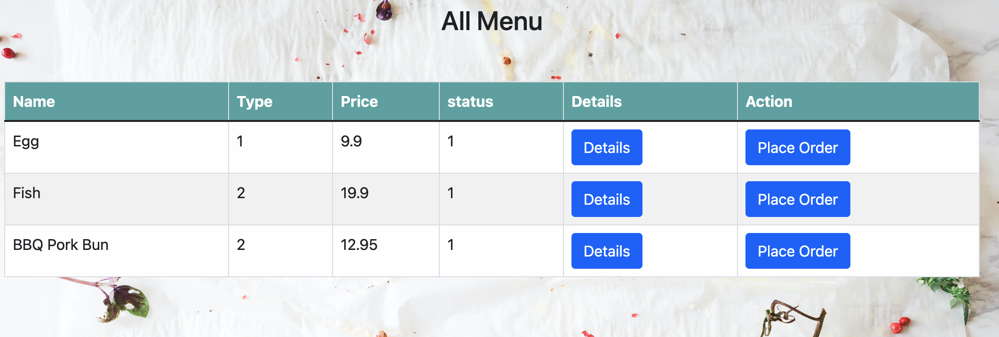 All Menu
Name Type Price status Details Action
Egg 1 9.9 1 Details Place Order
Fish 2 19.9 1 Details Place Order
BBQ Pork Bun 2 12.95 1 Details Place Order